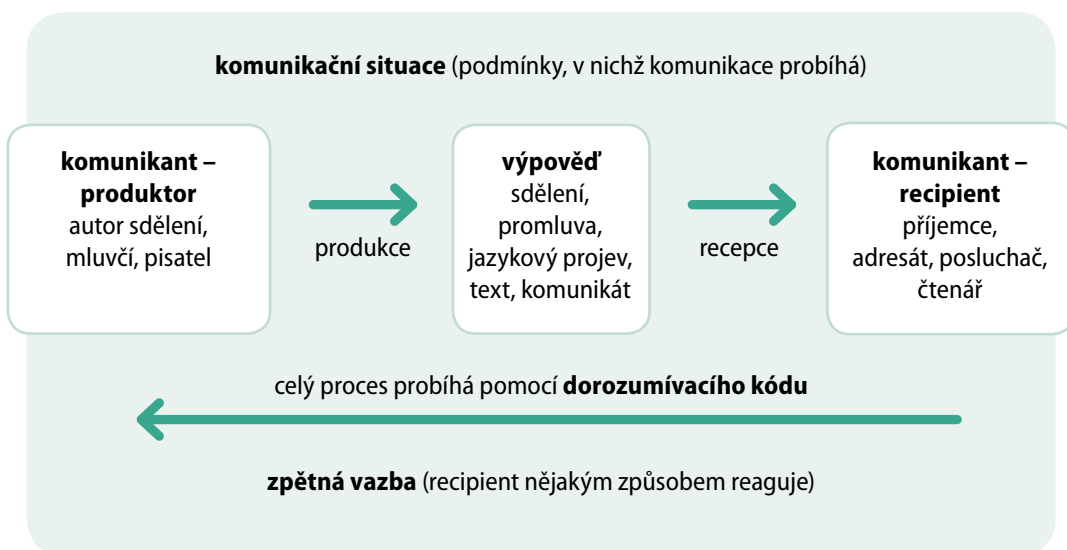 komunikační situace (podmínky, v nichž komunikace probíhá)
komunikant –
produktor
autor sdělení,
mluvčí, pisatel
produkce
výpověď
sdělení,
promluva,
jazykový projev,
text, komunikát
recepce
komunikant –
recipient
příjemce,
adresát, posluchač,
čtenář
celý proces probíhá pomocí dorozumívacího kódu
zpětná vazba (recipient nějakým způsobem reaguje)